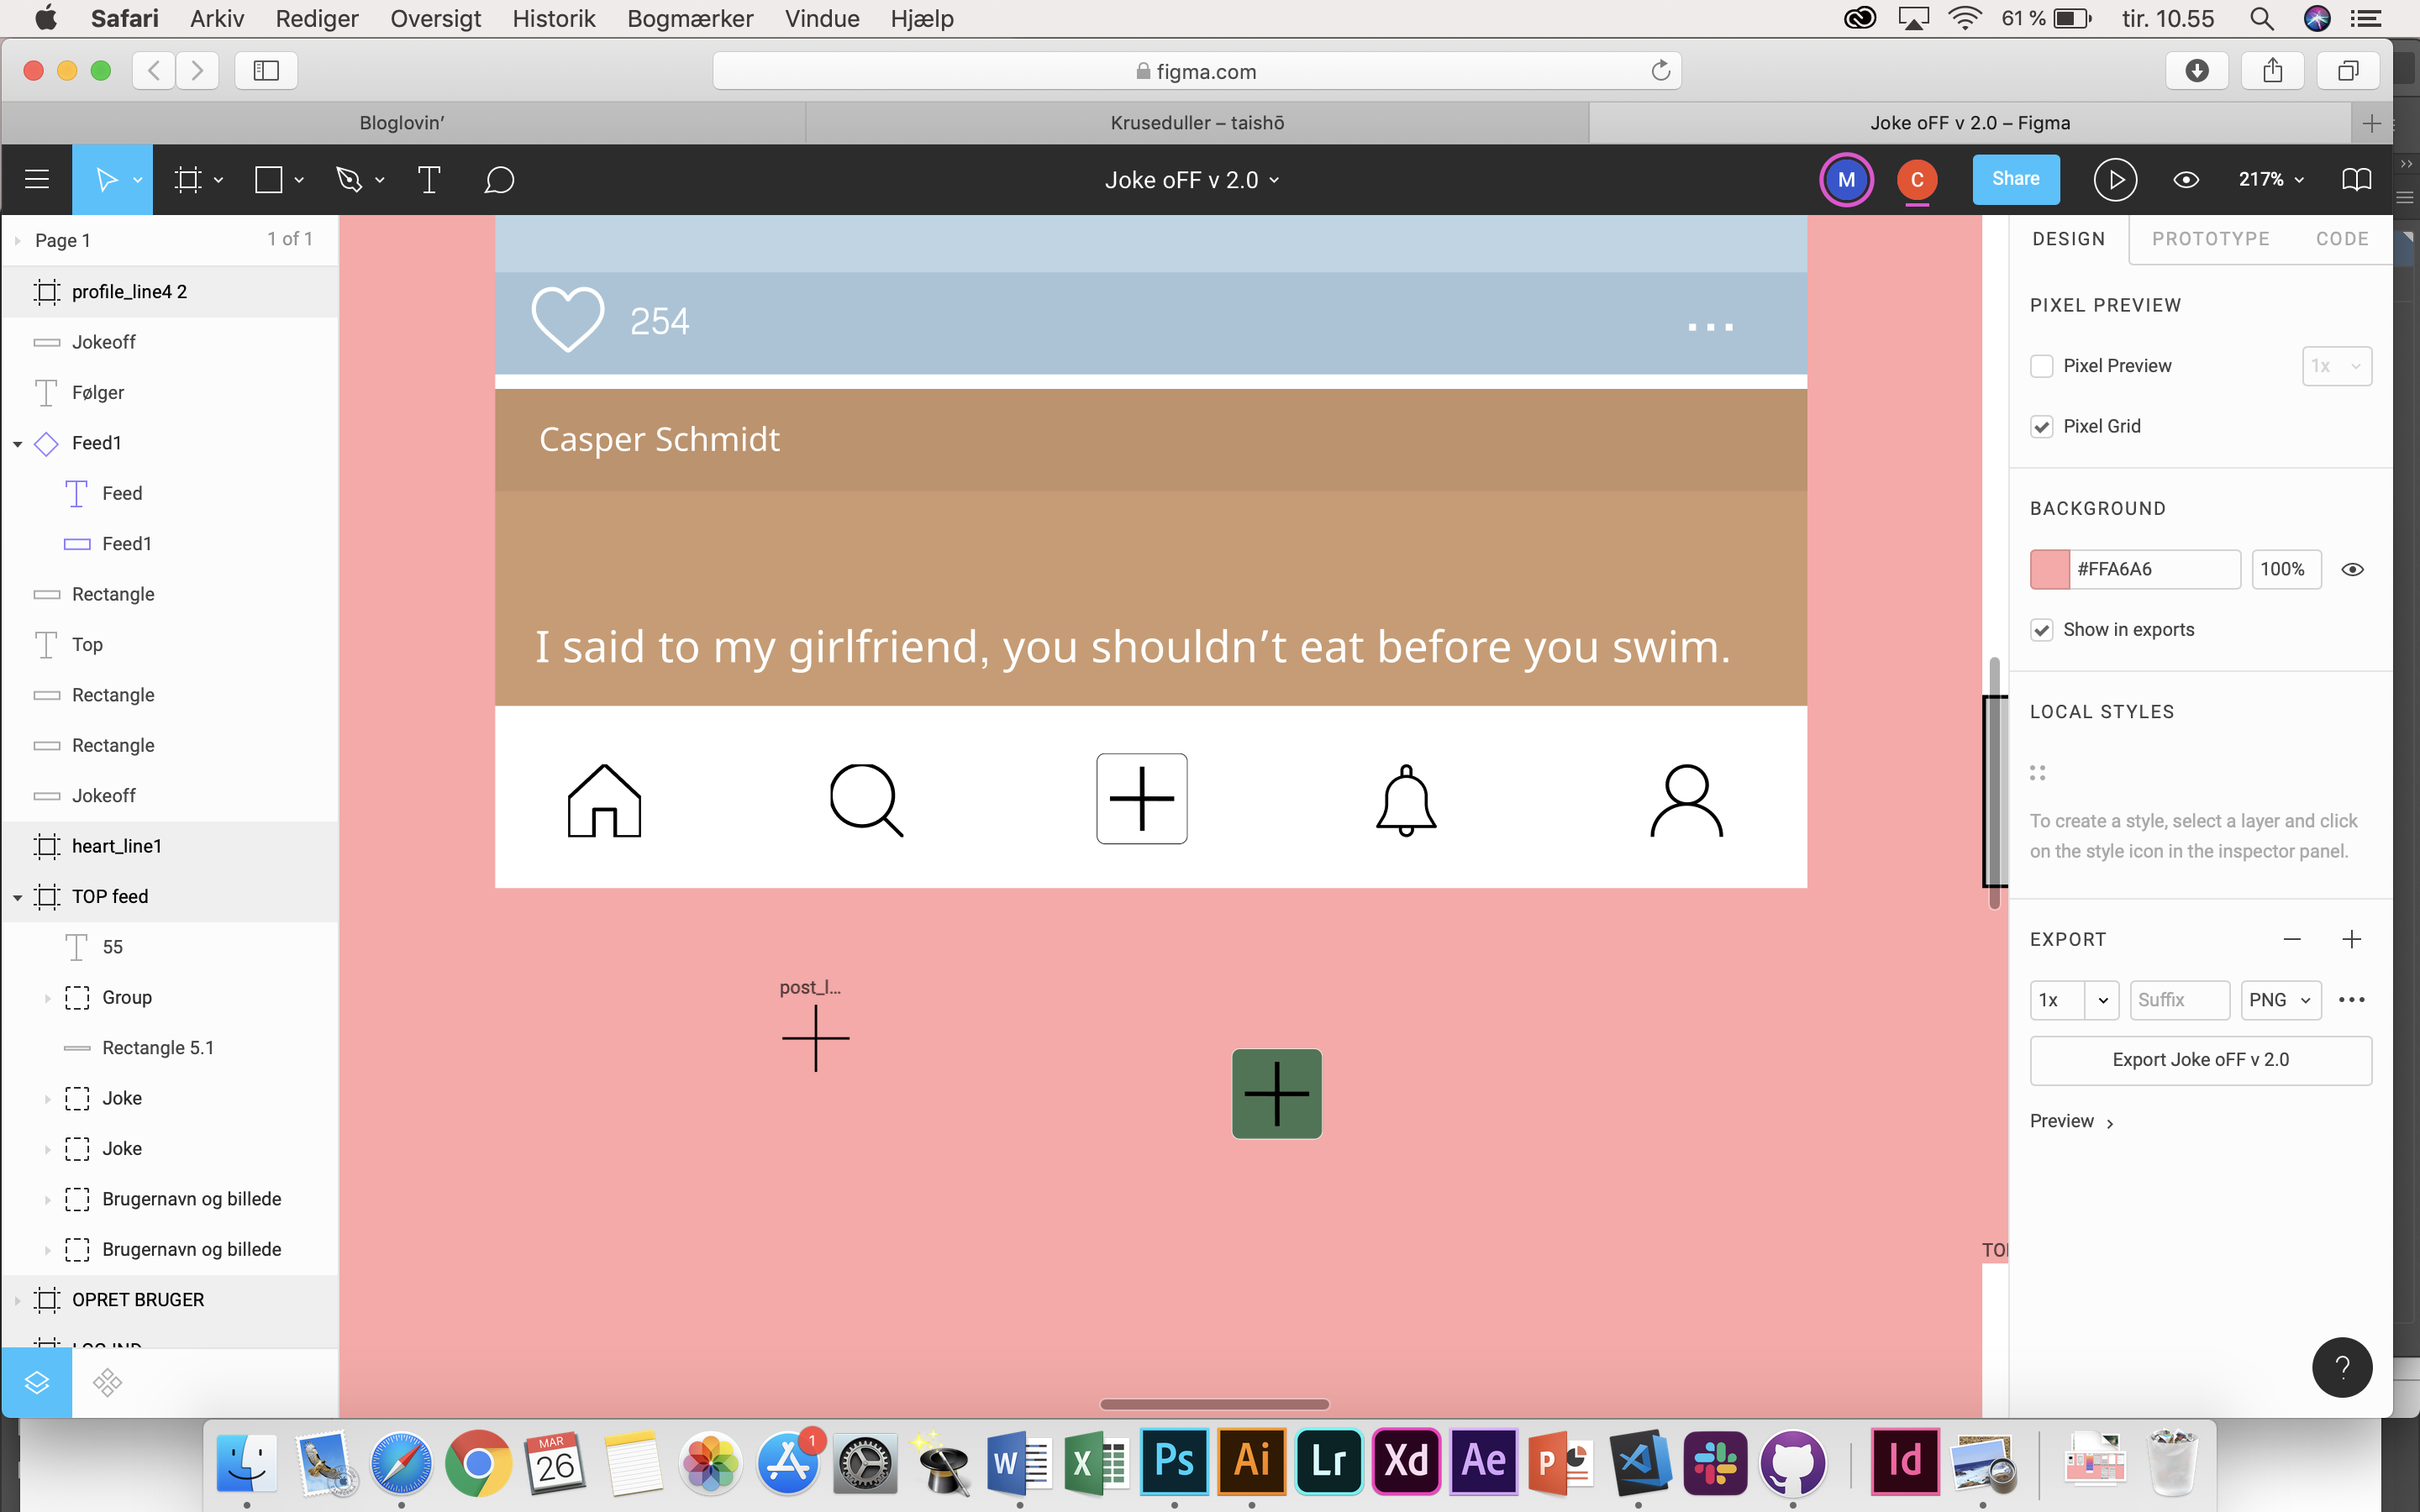 Safari Arkiv Rediger Oversigt Historik Bogmærker Vindue Hjælp 61 % tir. 10.55
figma.com
Bloglovin’ Kruseduller – taishō Joke oFF v 2.0 – Figma
Joke oFF v 2.0 M C Share 217%
Page 1 1 of 1
profile_line4 2
Jokeoff
Følger
Feed1
Feed
Feed1
Rectangle
Top
Rectangle
Rectangle
Jokeoff
heart_line1
TOP feed
55
Group
Rectangle 5.1
Joke
Joke
Brugernavn og billede
Brugernavn og billede
OPRET BRUGER
254
Casper Schmidt
I said to my girlfriend, you shouldn’t eat before you swim.
post_l...
TO
DESIGN PROTOTYPE CODE
PIXEL PREVIEW
Pixel Preview 1x
Pixel Grid
BACKGROUND
#FFA6A6 100%
Show in exports
LOCAL STYLES
To create a style, select a layer and click
on the style icon in the inspector panel.
EXPORT
1x Suffix PNG
Export Joke oFF v 2.0
Preview
?
MAR
26
1
W X Ps Ai Lr Xd Ae P Id